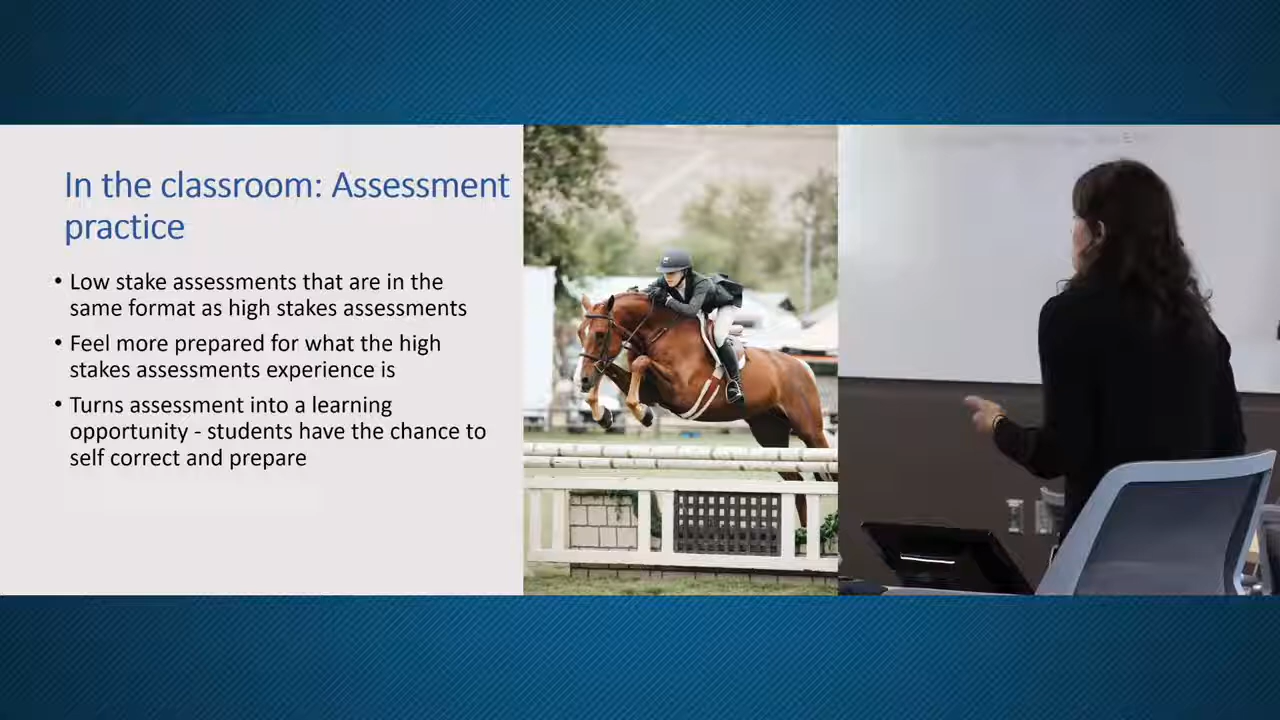 In the classroom: Assessment
practice
• Low stake assessments that are in the
same format as high stakes assessments
• Feel more prepared for what the high
stakes assessments experience is
• Turns assessment into a learning
opportunity - students have the chance to
self correct and prepare